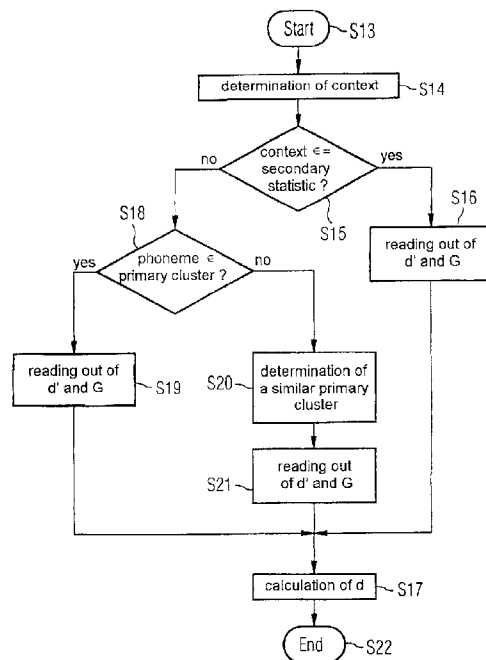 Start
S13
determination of context
S14
no
context ∈=
secondary
statistic ?
yes
S15
S16
reading out of
d' and G
S18
yes
phoneme ∈
primary cluster ?
no
reading out of
d' and G
S19
S20
determination of
a similar primary
cluster
S21
reading out
of d' and G
calculation of d
S17
End
S22